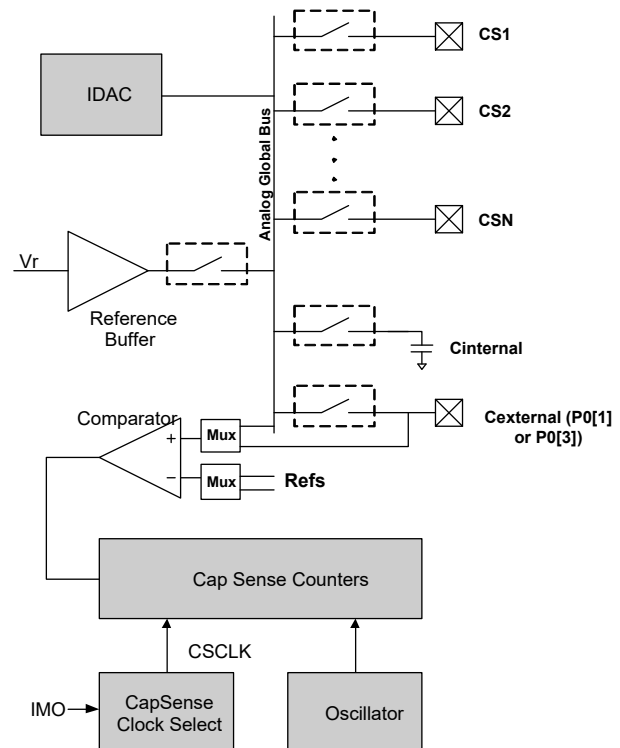 CS1
IDAC
CS2
Analog Global Bus
CSN
Vr
Reference
Buffer
Cinternal
Comparator
+
Mux
Cexternal (P0[1]
or P0[3])
−
Mux
Refs
Cap Sense Counters
CSCLK
IMO
CapSense
Clock Select
Oscillator